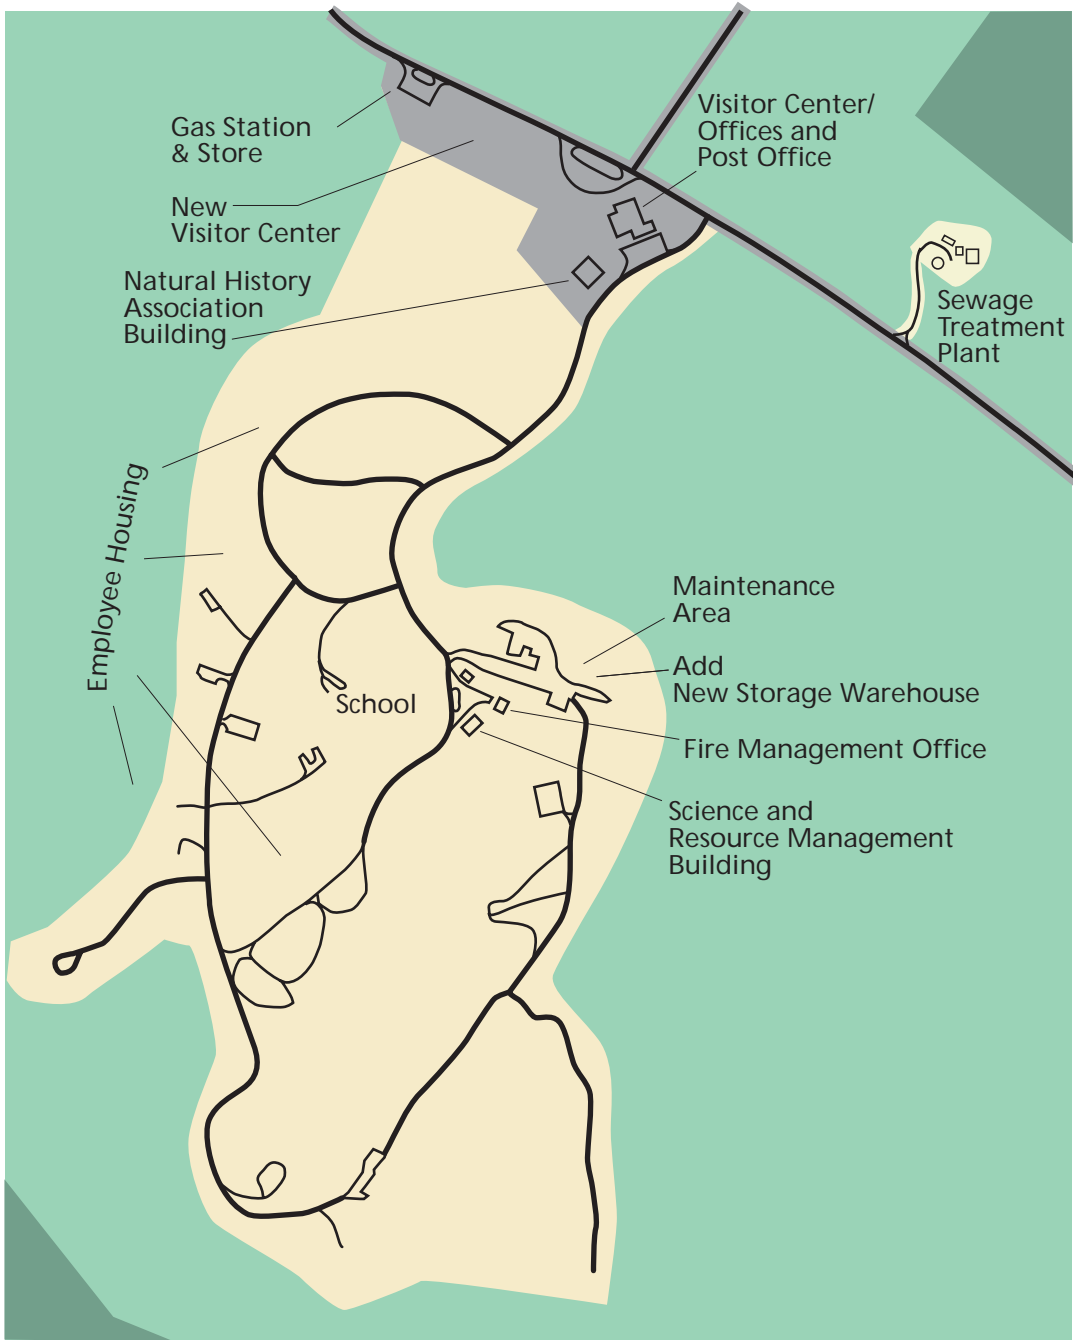 Gas Station
& Store
New
Visitor Center
Natural History
Association
Building
Visitor Center/
Offices and
Post Office
Sewage
Treatment
Plant
Employee Housing
School
Maintenance
Area
Add
New Storage Warehouse
Fire Management Office
Science and
Resource Management
Building